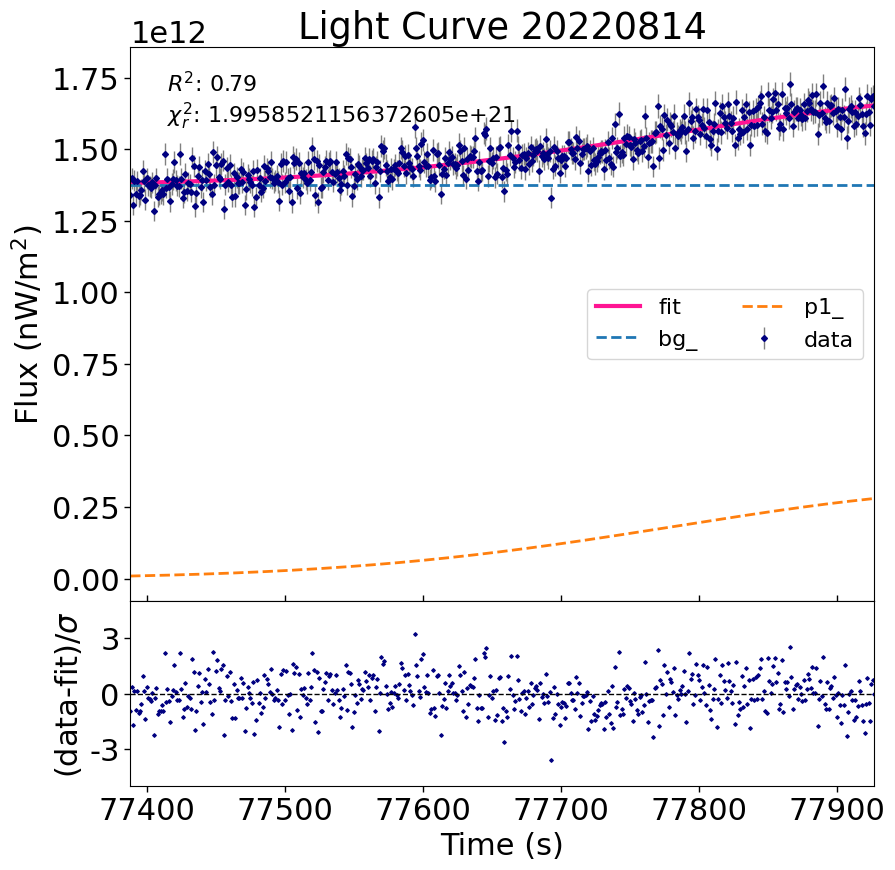 Light Curve 20220814
1e12
R²: 0.79
χ²ᵣ: 1.9958521156372605e+21
1.75
1.50
1.25
1.00
0.75
0.50
0.25
0.00
Flux (nW/m²)
fit
bg_
p1_
data
3
0
-3
(data-fit)/σ
77400 77500 77600 77700 77800 77900
Time (s)